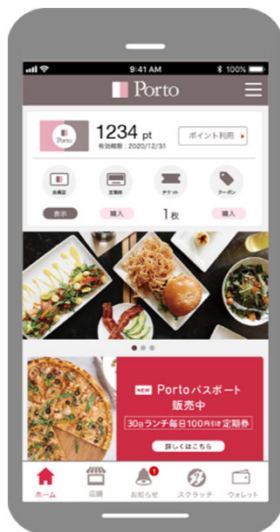 9:41 AM
100%
Porto
Porto
1234 pt
有効期限：2020/12/31
ポイント利用
会員証
定期券
チケット
クーポン
表示
購入
1枚
購入
NEW Portoパスポート
販売中
30日ランチ毎日100円引き定期券
詳しくはこちら
1
ホーム
店舗
お知らせ
スクラッチ
ウォレット